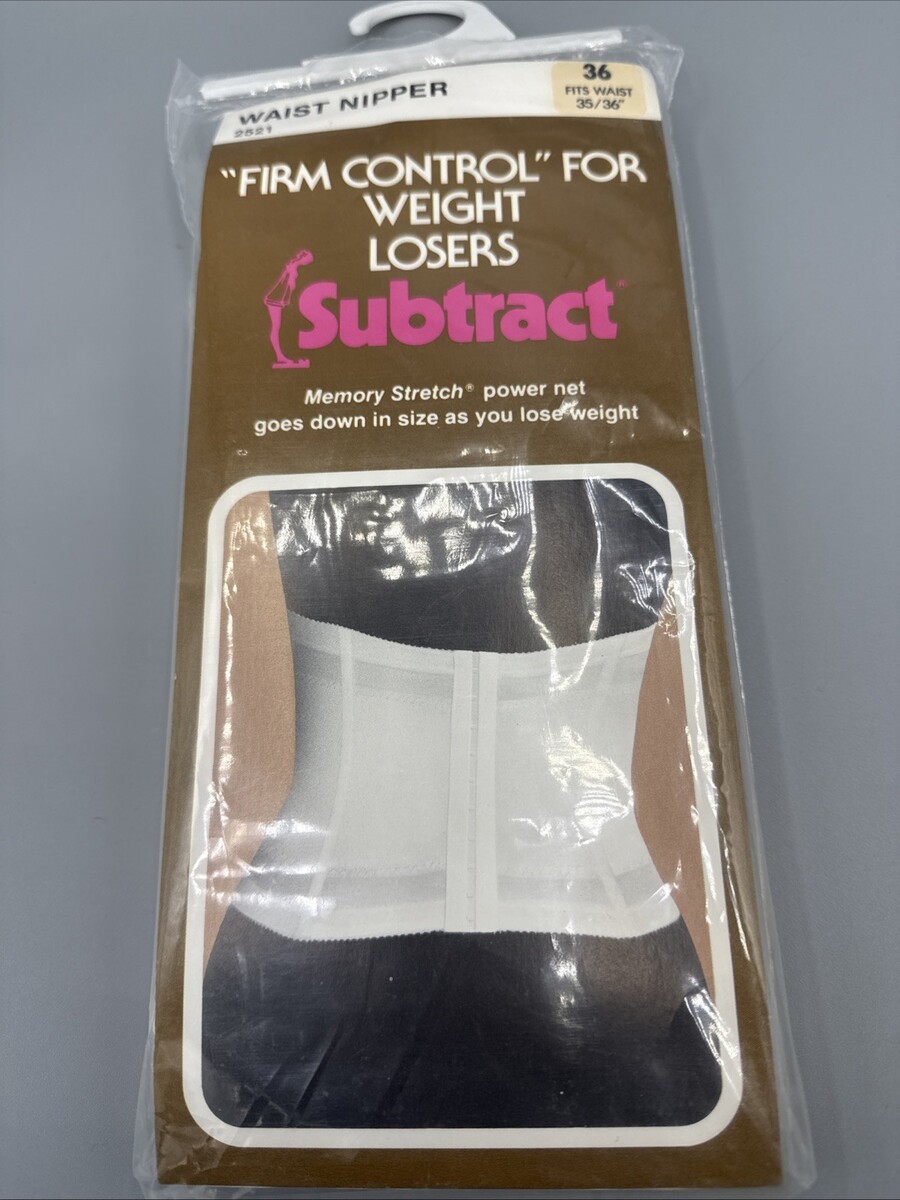 WAIST NIPPER
2521
36
FITS WAIST
35/36"
"FIRM CONTROL" FOR
WEIGHT
LOSERS
Subtract®
Memory Stretch® power net
goes down in size as you lose weight